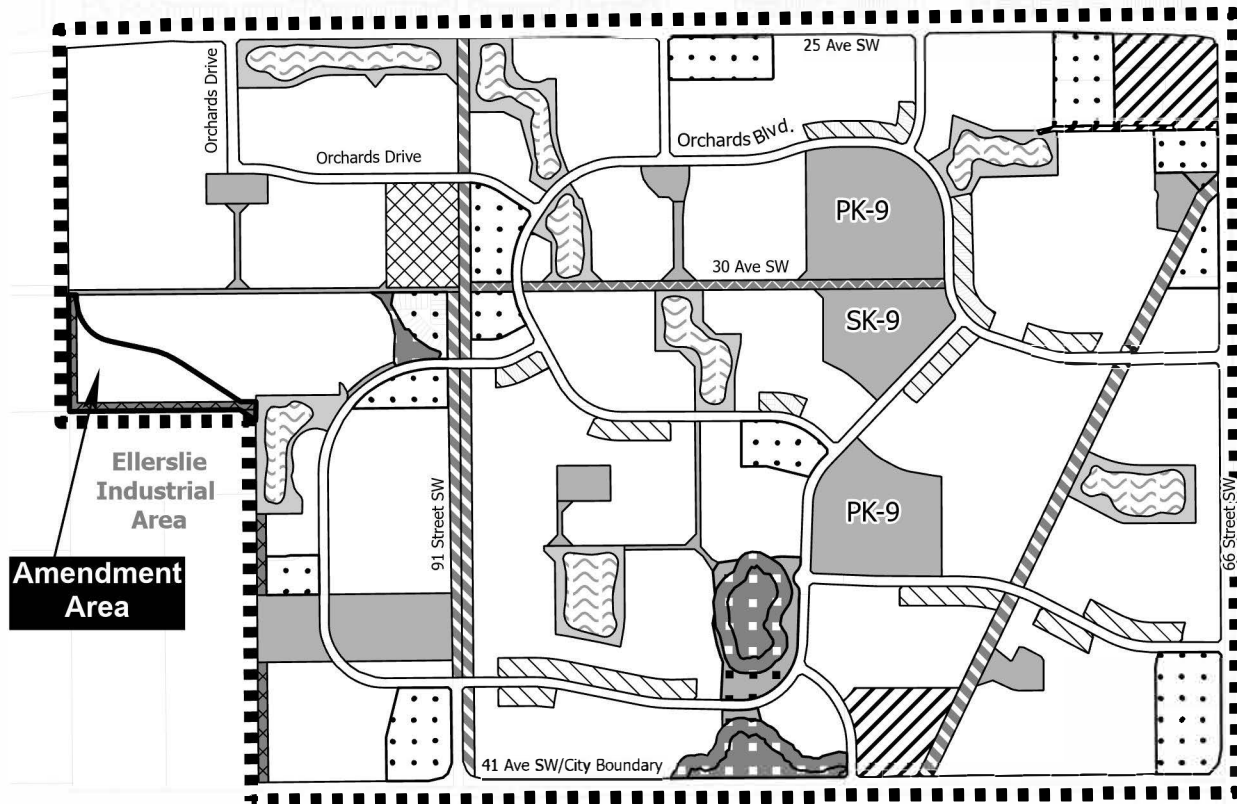 25 Ave SW
Orchards Drive
Orchards Blvd.
Orchards Drive
PK-9
30 Ave SW
SK-9
Ellerslie
Industrial
Area
91 Street SW
PK-9
66 Street SW
Amendment
Area
41 Ave SW/City Boundary